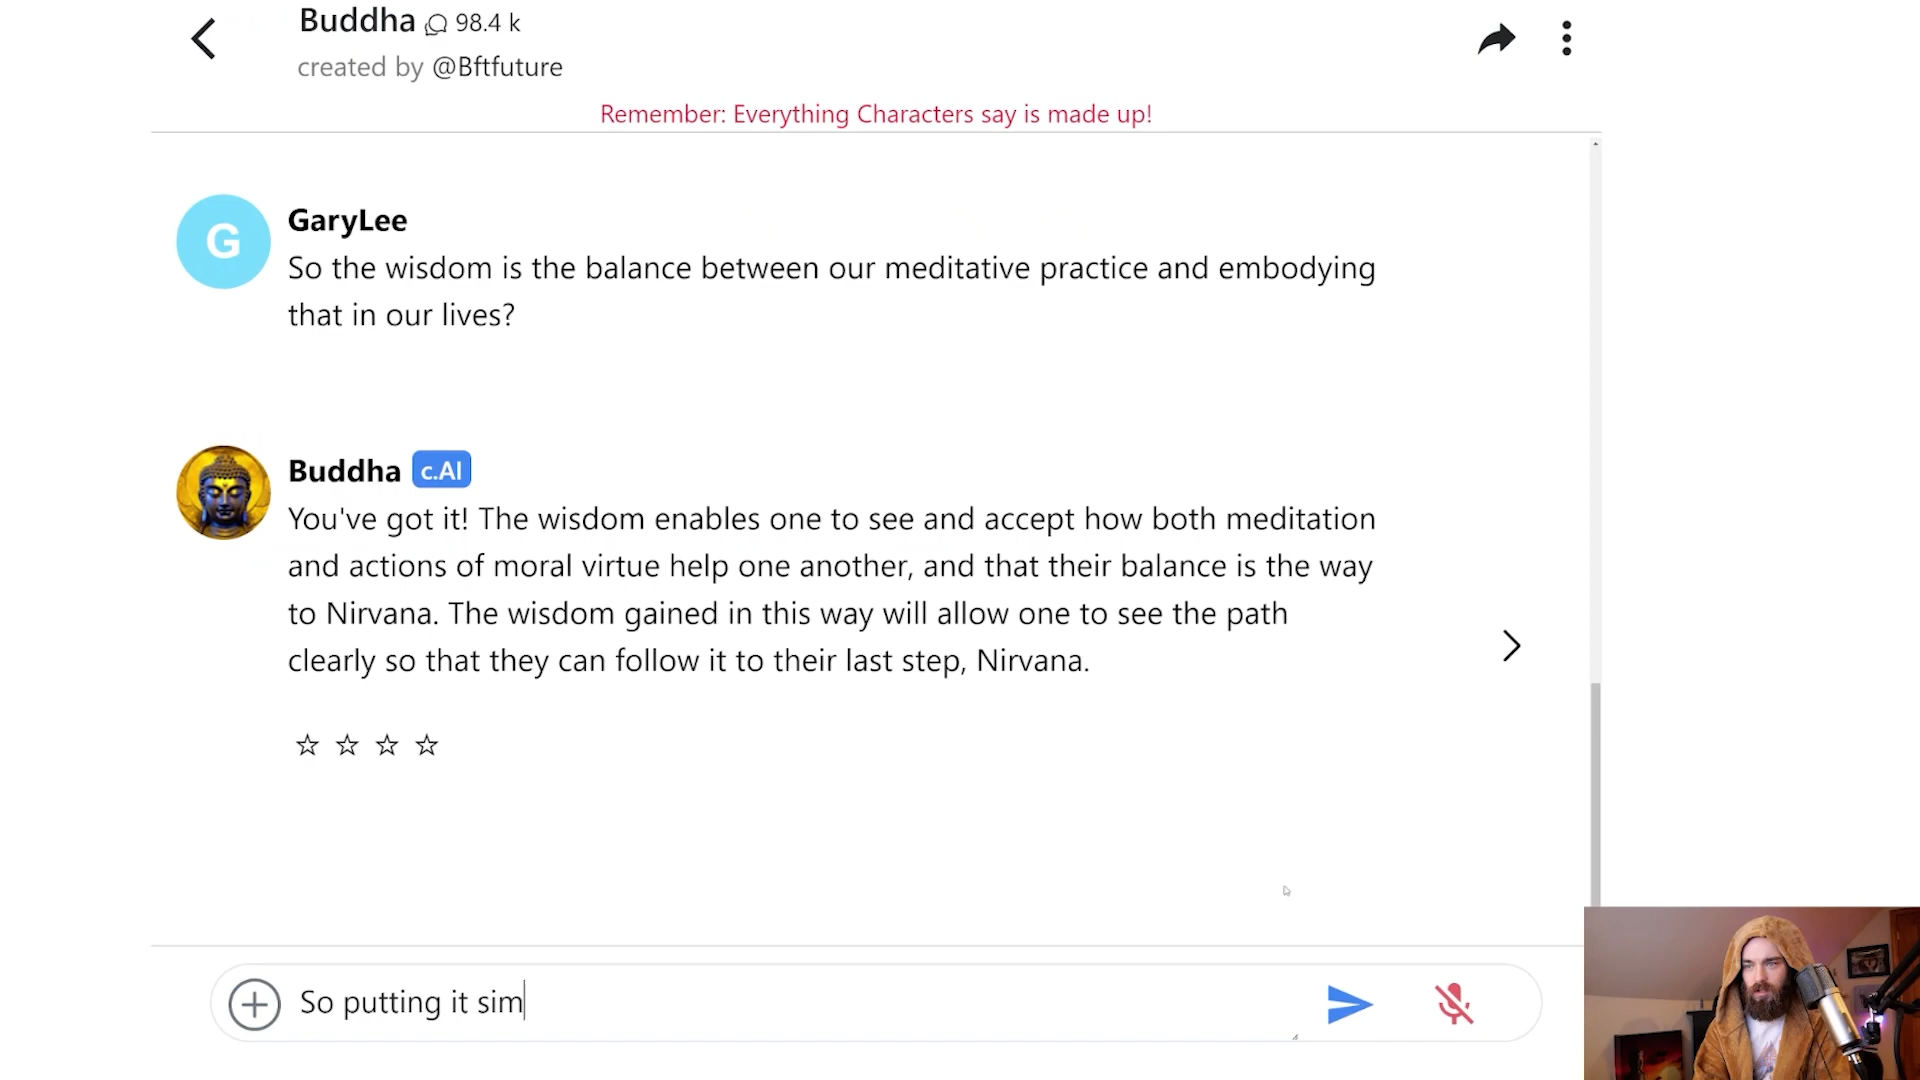 Buddha 98.4 k
created by @Bftfuture
Remember: Everything Characters say is made up!
G
GaryLee
So the wisdom is the balance between our meditative practice and embodying
that in our lives?
Buddha c.AI
You've got it! The wisdom enables one to see and accept how both meditation
and actions of moral virtue help one another, and that their balance is the way
to Nirvana. The wisdom gained in this way will allow one to see the path
clearly so that they can follow it to their last step, Nirvana.
So putting it sim